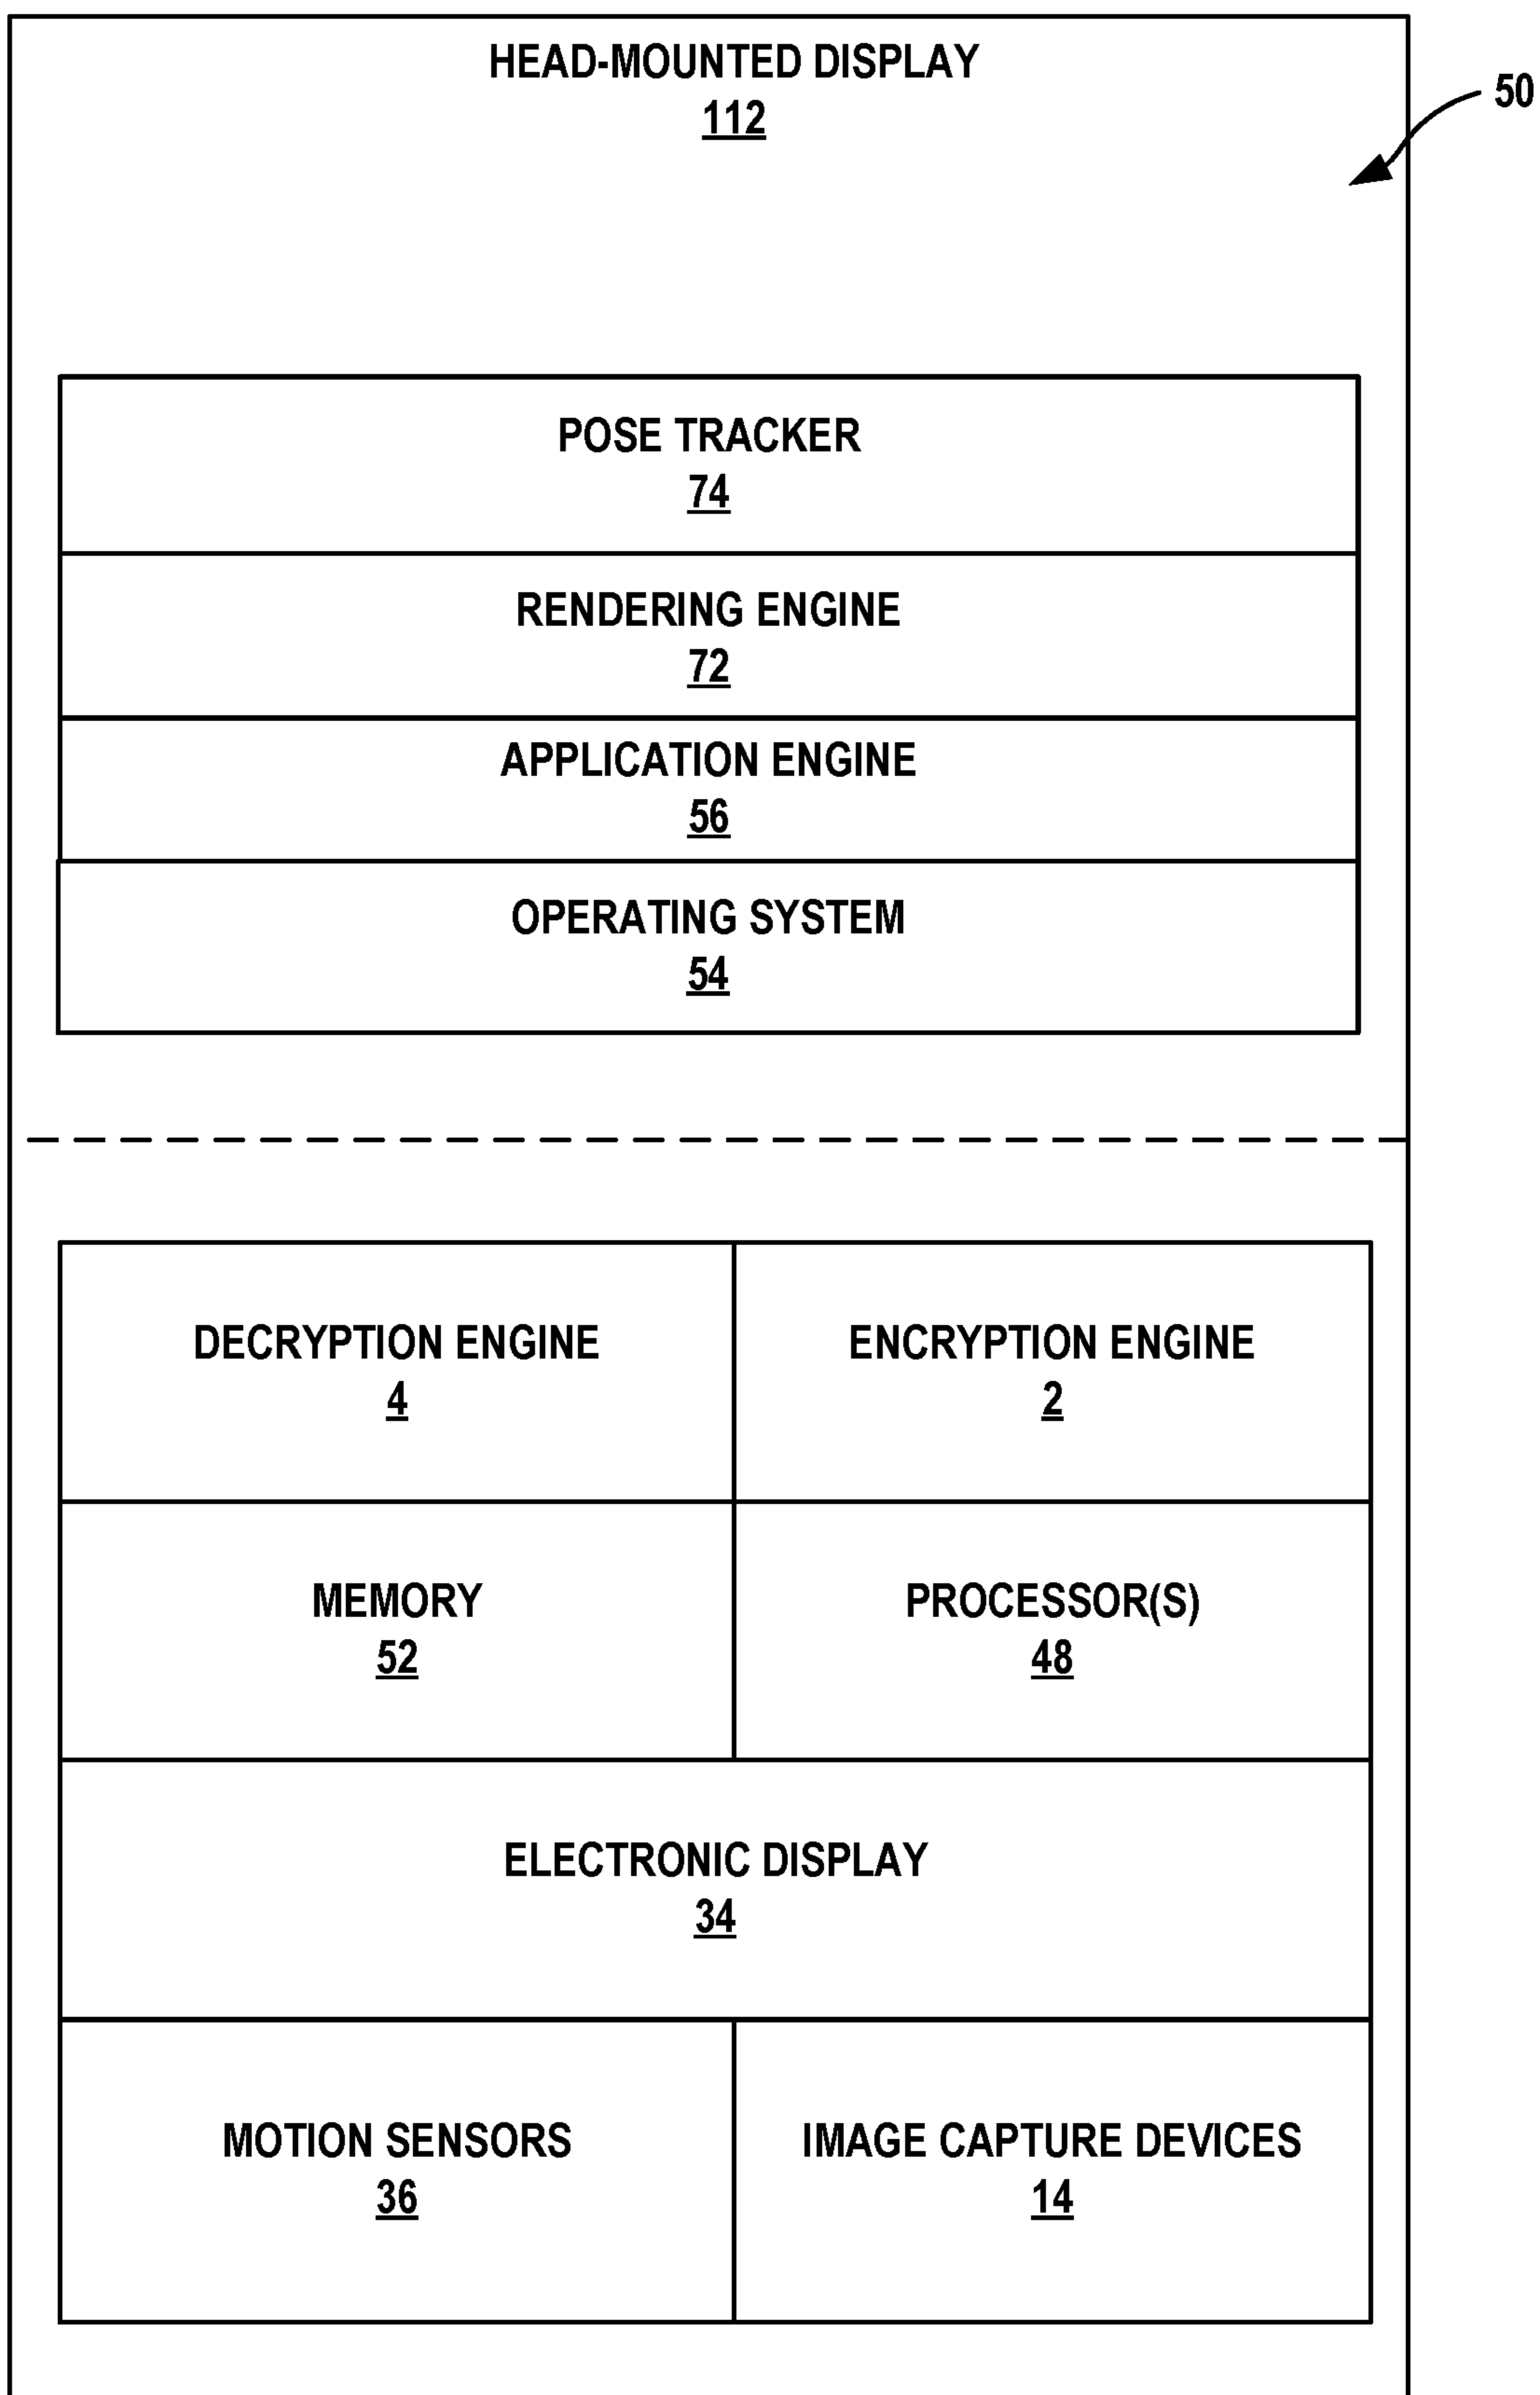 HEAD-MOUNTED DISPLAY
112
50
POSE TRACKER
74
RENDERING ENGINE
72
APPLICATION ENGINE
56
OPERATING SYSTEM
54
DECRYPTION ENGINE
4
ENCRYPTION ENGINE
2
MEMORY
52
PROCESSOR(S)
48
ELECTRONIC DISPLAY
34
MOTION SENSORS
36
IMAGE CAPTURE DEVICES
14